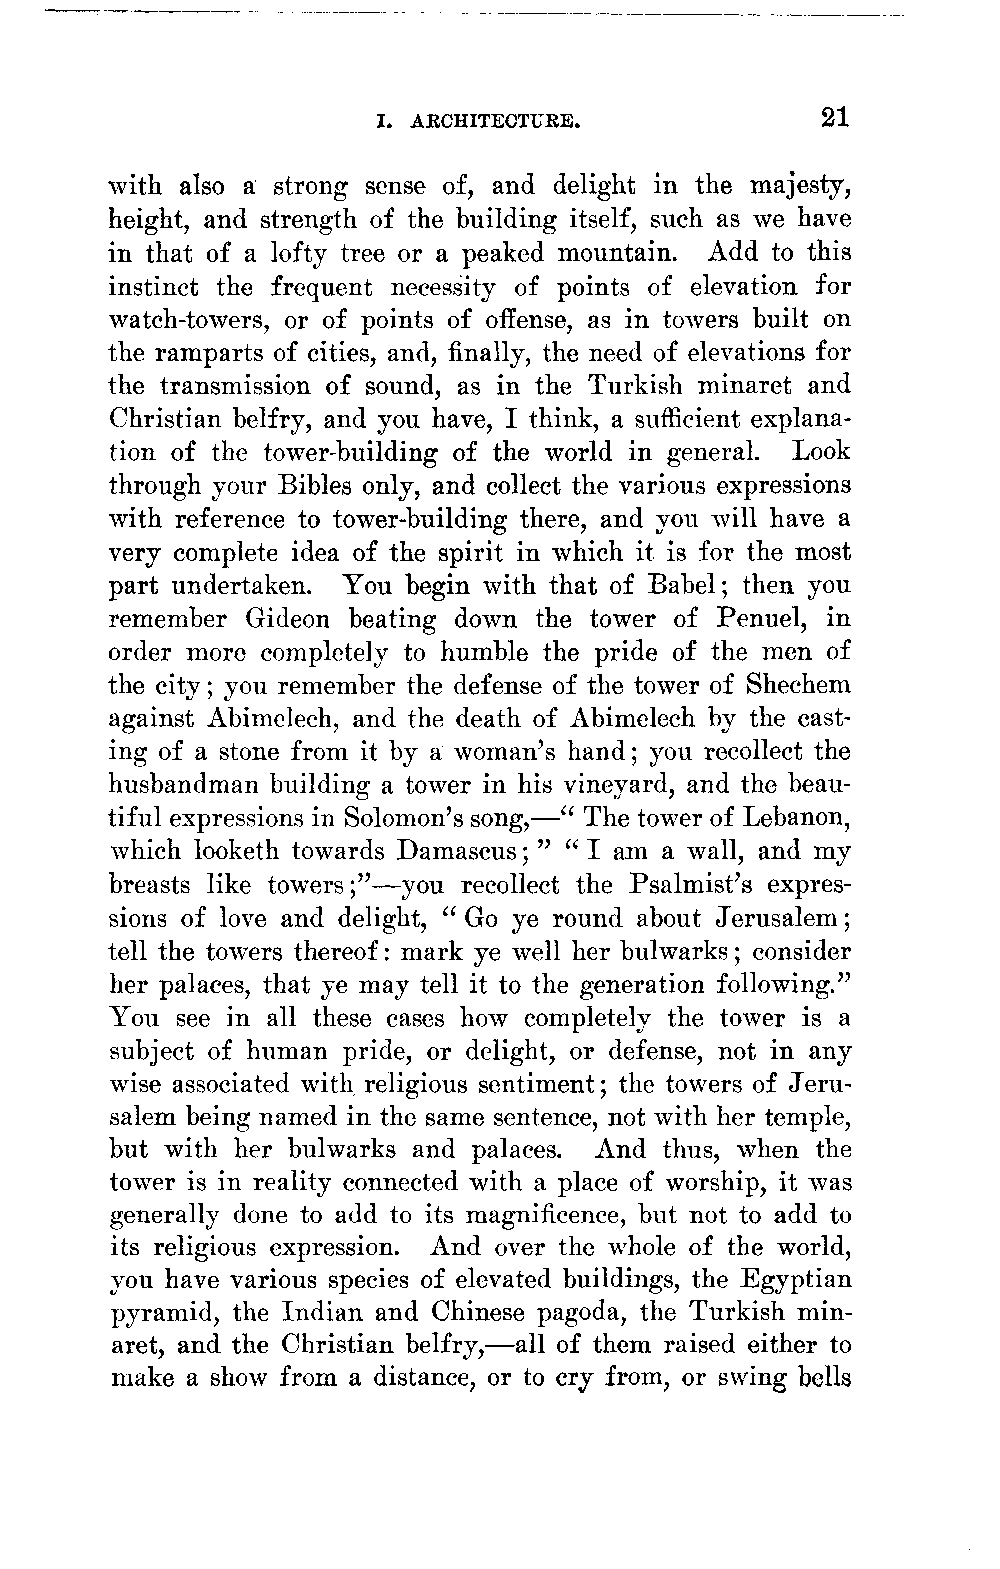 I. ARCHITECTURE. 21
with also a strong sense of, and delight in the majesty,
height, and strength of the building itself, such as we have
in that of a lofty tree or a peaked mountain. Add to this
instinct the frequent necessity of points of elevation for
watch-towers, or of points of offense, as in towers built on
the ramparts of cities, and, finally, the need of elevations for
the transmission of sound, as in the Turkish minaret and
Christian belfry, and you have, I think, a sufficient explana-
tion of the tower-building of the world in general. Look
through your Bibles only, and collect the various expressions
with reference to tower-building there, and you will have a
very complete idea of the spirit in which it is for the most
part undertaken. You begin with that of Babel; then you
remember Gideon beating down the tower of Penuel, in
order more completely to humble the pride of the men of
the city; you remember the defense of the tower of Shechem
against Abimelech, and the death of Abimelech by the cast-
ing of a stone from it by a woman's hand; you recollect the
husbandman building a tower in his vineyard, and the beau-
tiful expressions in Solomon's song,—“ The tower of Lebanon,
which looketh towards Damascus; ” “ I am a wall, and my
breasts like towers;”—you recollect the Psalmist's expres-
sions of love and delight, “ Go ye round about Jerusalem;
tell the towers thereof: mark ye well her bulwarks; consider
her palaces, that ye may tell it to the generation following.”
You see in all these cases how completely the tower is a
subject of human pride, or delight, or defense, not in any
wise associated with religious sentiment; the towers of Jeru-
salem being named in the same sentence, not with her temple,
but with her bulwarks and palaces. And thus, when the
tower is in reality connected with a place of worship, it was
generally done to add to its magnificence, but not to add to
its religious expression. And over the whole of the world,
you have various species of elevated buildings, the Egyptian
pyramid, the Indian and Chinese pagoda, the Turkish min-
aret, and the Christian belfry,—all of them raised either to
make a show from a distance, or to cry from, or swing bells